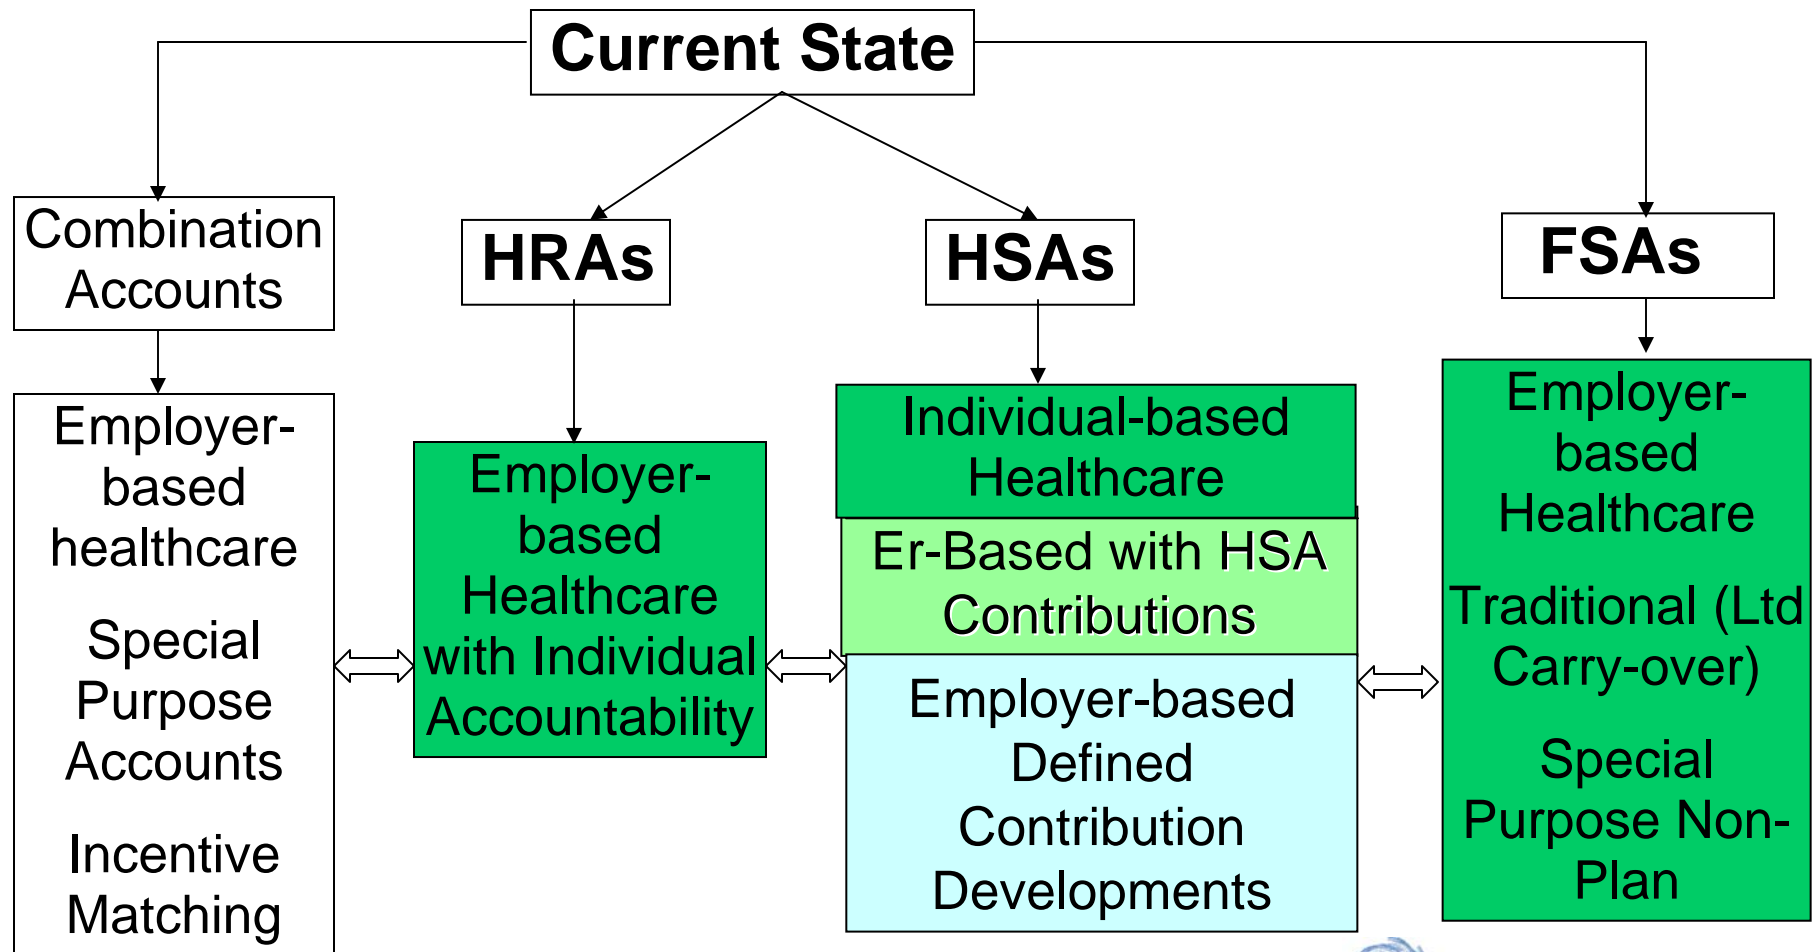 Current State
Combination
Accounts
HRAs
HSAs
FSAs
Employer-
based
healthcare
Special
Purpose
Accounts
Incentive
Matching
Employer-
based
Healthcare
with Individual
Accountability
Individual-based
Healthcare
Er-Based with HSA
Contributions
Employer-based
Defined
Contribution
Developments
Employer-
based
Healthcare
Traditional (Ltd
Carry-over)
Special
Purpose Non-
Plan